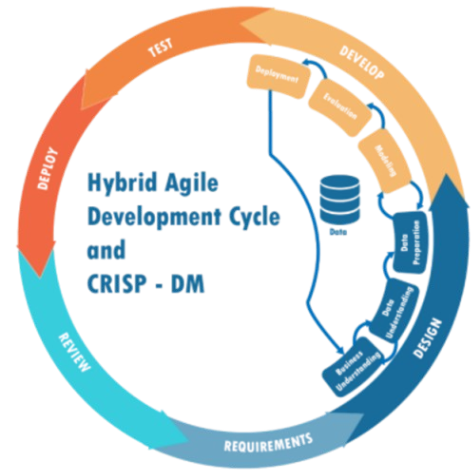 TEST
DEVELOP
DEPLOY
REVIEW
REQUIREMENTS
DESIGN
Deployment
Evaluation
Modeling
Data
Preparation
Data
Understanding
Business
Understanding
Data
Hybrid Agile
Development Cycle
and
CRISP - DM